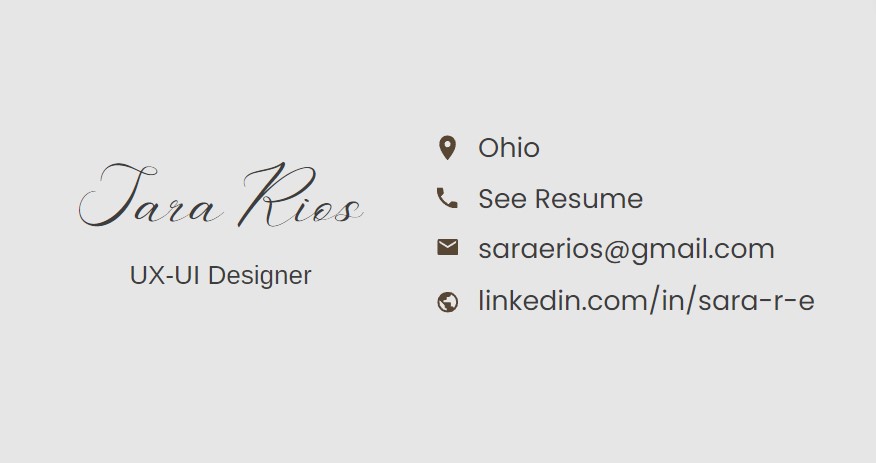 Sara Rios
UX-UI Designer
Ohio
See Resume
saraerios@gmail.com
linkedin.com/in/sara-r-e